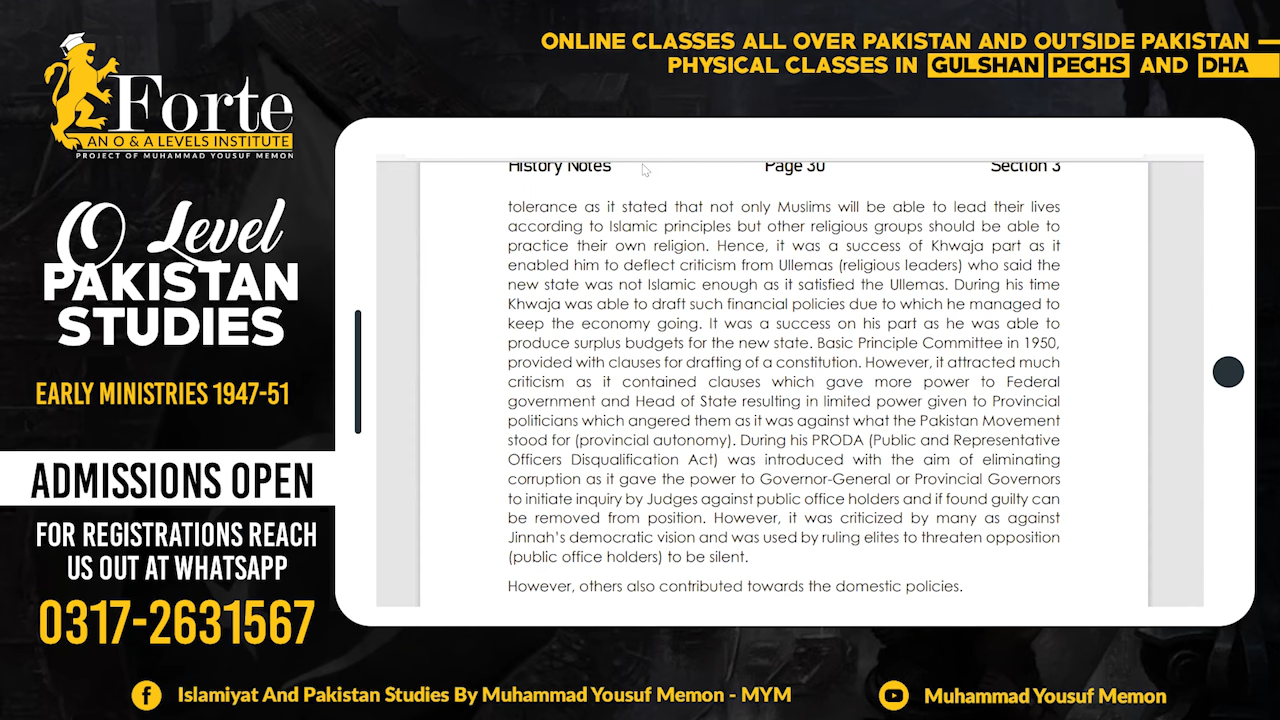 Forte
AN O & A LEVELS INSTITUTE
PROJECT OF MUHAMMAD YOUSUF MEMON
O Level
PAKISTAN
STUDIES
EARLY MINISTRIES 1947-51
ADMISSIONS OPEN
FOR REGISTRATIONS REACH
US OUT AT WHATSAPP
0317-2631567
ONLINE CLASSES ALL OVER PAKISTAN AND OUTSIDE PAKISTAN
PHYSICAL CLASSES IN GULSHAN PECHS AND DHA
History Notes Page 30 Section 3
tolerance as it stated that not only Muslims will be able to lead their lives
according to Islamic principles but other religious groups should be able to
practice their own religion. Hence, it was a success of Khwaja part as it
enabled him to deflect criticism from Ullemas (religious leaders) who said the
new state was not Islamic enough as it satisfied the Ullemas. During his time
Khwaja was able to draft such financial policies due to which he managed to
keep the economy going. It was a success on his part as he was able to
produce surplus budgets for the new state. Basic Principle Committee in 1950,
provided with clauses for drafting of a constitution. However, it attracted much
criticism as it contained clauses which gave more power to Federal
government and Head of State resulting in limited power given to Provincial
politicians which angered them as it was against what the Pakistan Movement
stood for (provincial autonomy). During his PRODA (Public and Representative
Officers Disqualification Act) was introduced with the aim of eliminating
corruption as it gave the power to Governor-General or Provincial Governors
to initiate inquiry by Judges against public office holders and if found guilty can
be removed from position. However, it was criticized by many as against
Jinnah's democratic vision and was used by ruling elites to threaten opposition
(public office holders) to be silent.
However, others also contributed towards the domestic policies.
Islamiyat And Pakistan Studies By Muhammad Yousuf Memon - MYM
Muhammad Yousuf Memon